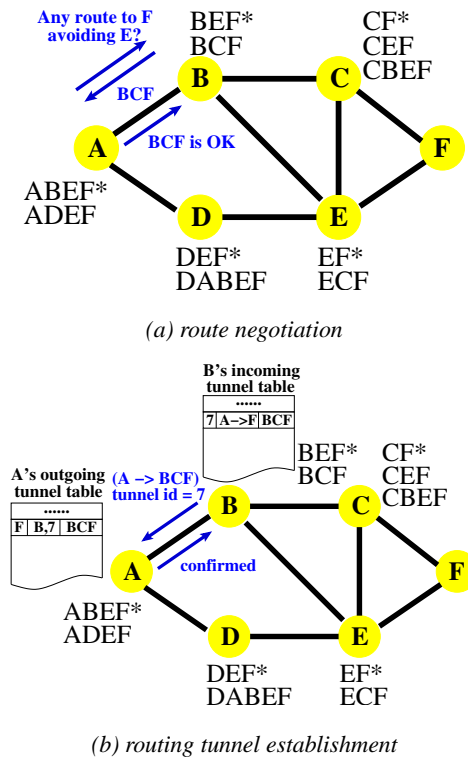 Any route to F
avoiding E?
BCF
BCF is OK
BEF*
BCF
CF*
CEF
CBEF
B
C
A
F
ABEF*
ADEF
D
E
DEF*
DABEF
EF*
ECF
(a) route negotiation
B's incoming
tunnel table
......
7 A->F BCF
A's outgoing
tunnel table
......
F B,7 BCF
(A -> BCF)
tunnel id = 7
confirmed
BEF*
BCF
CF*
CEF
CBEF
B
C
A
F
ABEF*
ADEF
D
E
DEF*
DABEF
EF*
ECF
(b) routing tunnel establishment